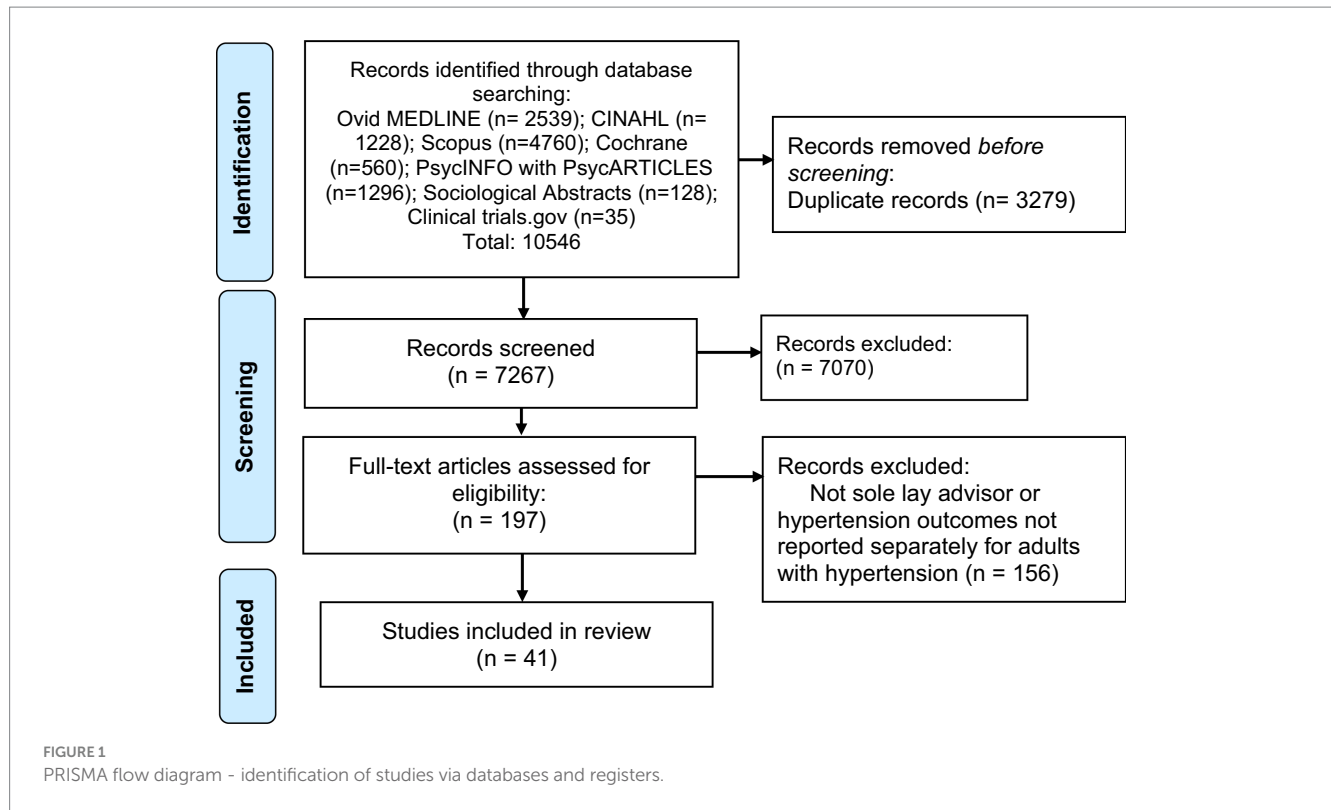 Identification
Records identified through database
searching:
Ovid MEDLINE (n= 2539); CINAHL (n=
1228); Scopus (n=4760); Cochrane
(n=560); PsycINFO with PsycARTICLES
(n=1296); Sociological Abstracts (n=128);
Clinical trials.gov (n=35)
Total: 10546
Records removed before
screening:
Duplicate records (n= 3279)
Screening
Records screened
(n = 7267)
Records excluded:
(n = 7070)
Full-text articles assessed for
eligibility:
(n = 197)
Records excluded:
Not sole lay advisor or
hypertension outcomes not
reported separately for adults
with hypertension (n = 156)
Included
Studies included in review
(n = 41)
FIGURE 1
PRISMA flow diagram - identification of studies via databases and registers.